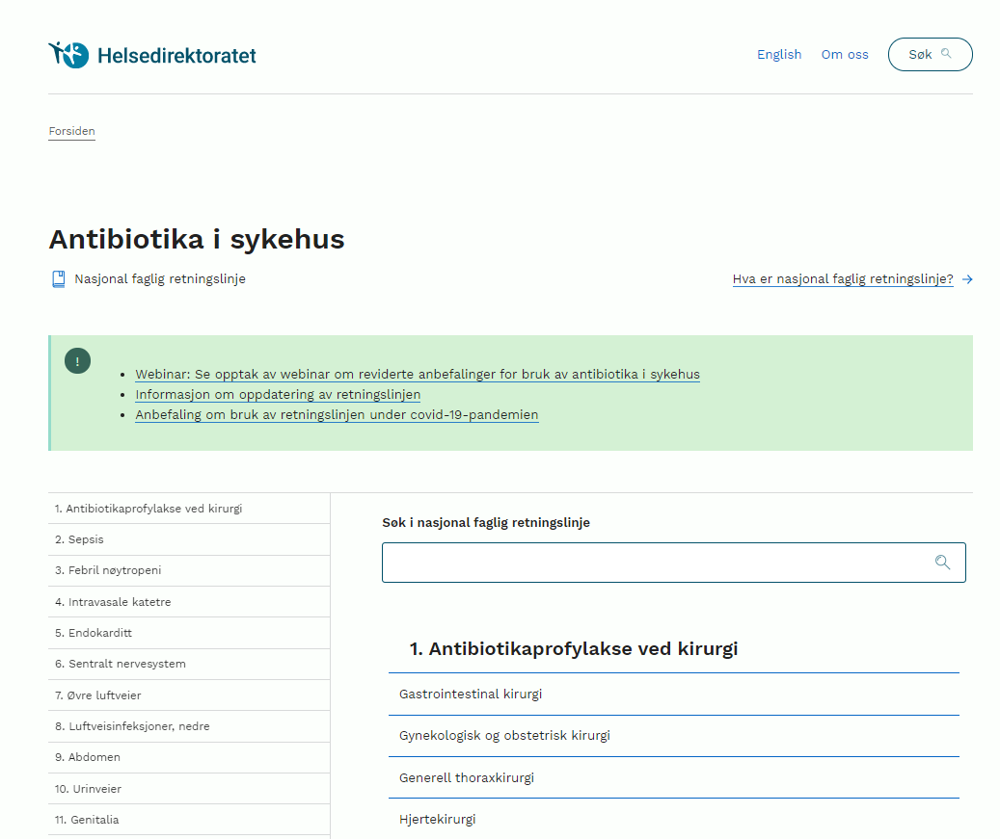 Helsedirektoratet
English Om oss Søk
Forsiden
Antibiotika i sykehus
Nasjonal faglig retningslinje
Hva er nasjonal faglig retningslinje? →
!
• Webinar: Se opptak av webinar om reviderte anbefalinger for bruk av antibiotika i sykehus
• Informasjon om oppdatering av retningslinjen
• Anbefaling om bruk av retningslinjen under covid-19-pandemien
1. Antibiotikaprofylakse ved kirurgi
2. Sepsis
3. Febril nøytropeni
4. Intravasale katetre
5. Endokarditt
6. Sentralt nervesystem
7. Øvre luftveier
8. Luftveisinfeksjoner, nedre
9. Abdomen
10. Urinveier
11. Genitalia
Søk i nasjonal faglig retningslinje
1. Antibiotikaprofylakse ved kirurgi
Gastrointestinal kirurgi
Gynekologisk og obstetrisk kirurgi
Generell thoraxkirurgi
Hjertekirurgi